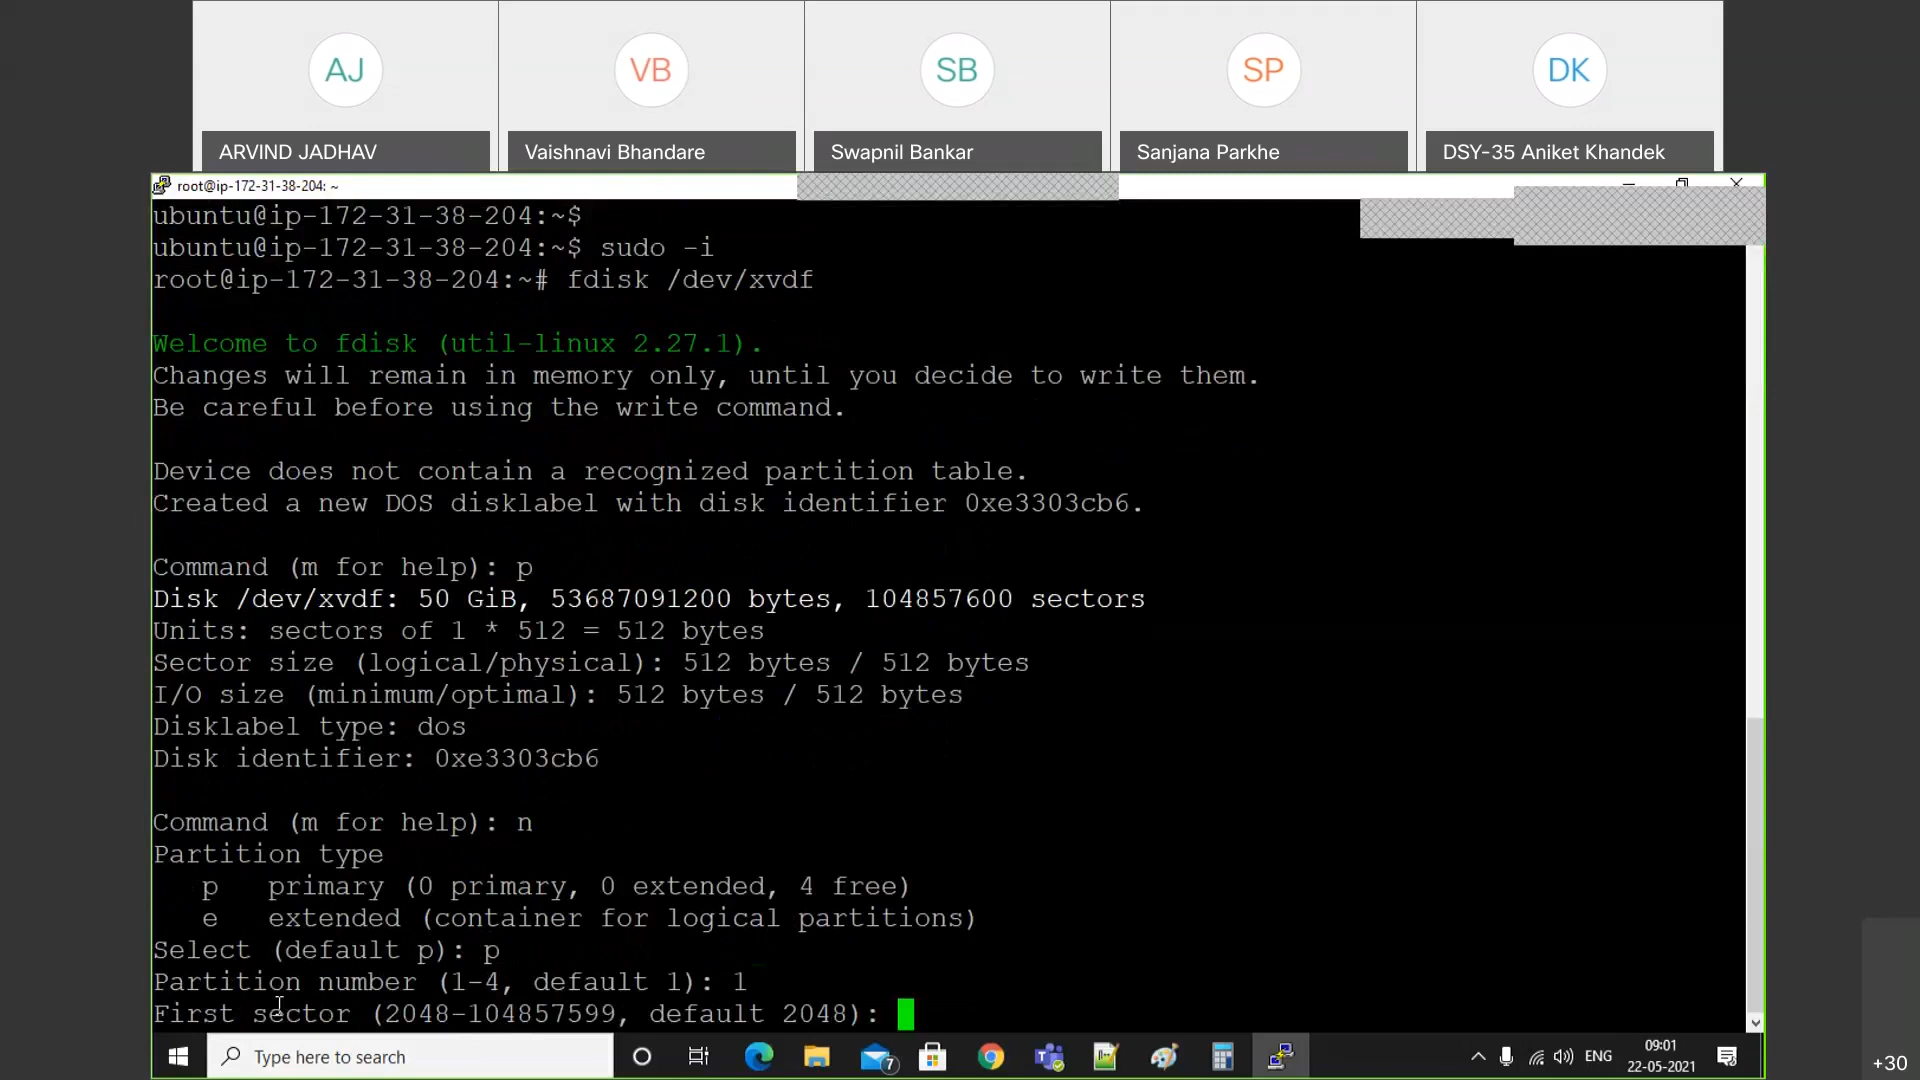 AJ
VB
SB
SP
DK
ARVIND JADHAV
Vaishnavi Bhandare
Swapnil Bankar
Sanjana Parkhe
DSY-35 Aniket Khandek
root@ip-172-31-38-204: ~
ubuntu@ip-172-31-38-204:~$
ubuntu@ip-172-31-38-204:~$ sudo -i
root@ip-172-31-38-204:~# fdisk /dev/xvdf
Welcome to fdisk (util-linux 2.27.1).
Changes will remain in memory only, until you decide to write them.
Be careful before using the write command.
Device does not contain a recognized partition table.
Created a new DOS disklabel with disk identifier 0xe3303cb6.
Command (m for help): p
Disk /dev/xvdf: 50 GiB, 53687091200 bytes, 104857600 sectors
Units: sectors of 1 * 512 = 512 bytes
Sector size (logical/physical): 512 bytes / 512 bytes
I/O size (minimum/optimal): 512 bytes / 512 bytes
Disklabel type: dos
Disk identifier: 0xe3303cb6
Command (m for help): n
Partition type
p primary (0 primary, 0 extended, 4 free)
e extended (container for logical partitions)
Select (default p): p
Partition number (1-4, default 1): 1
First sector (2048-104857599, default 2048):
Type here to search
7
ENG
09:01
22-05-2021
+30